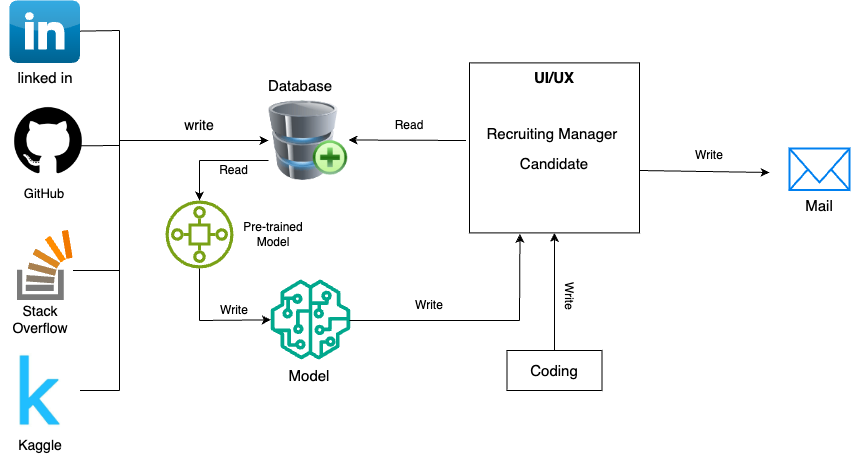 in
linked in
GitHub
Stack
Overflow
k
Kaggle
write
Database
Read
Pre-trained
Model
Write
Model
Read
Write
UI/UX
Recruiting Manager
Candidate
Write
Coding
Write
Mail